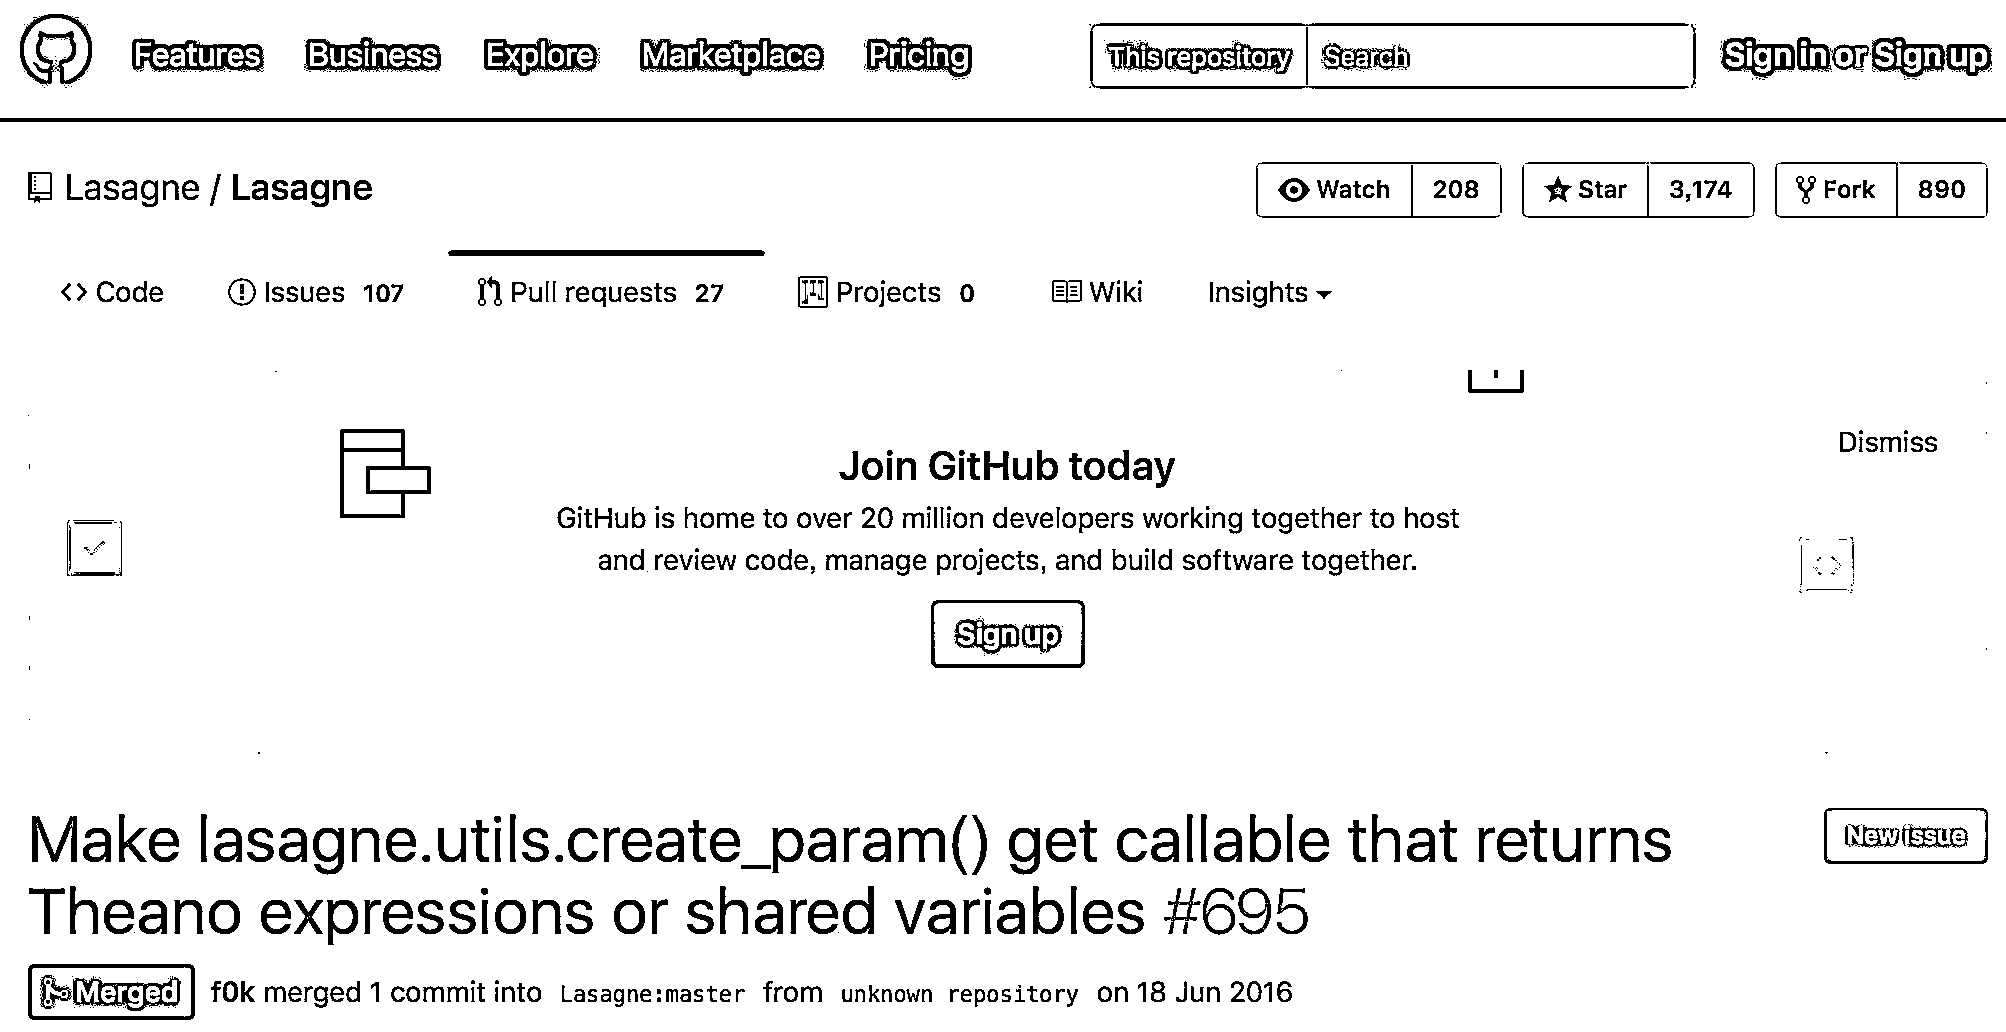 Features Business Explore Marketplace Pricing This repository Search Sign in or Sign up
Lasagne / Lasagne Watch 208 Star 3,174 Fork 890
Code Issues 107 Pull requests 27 Projects 0 Wiki Insights
Dismiss
Join GitHub today
GitHub is home to over 20 million developers working together to host
and review code, manage projects, and build software together.
Sign up
Make lasagne.utils.create_param() get callable that returns New issue
Theano expressions or shared variables #695
Merged f0k merged 1 commit into Lasagne:master from unknown repository on 18 Jun 2016